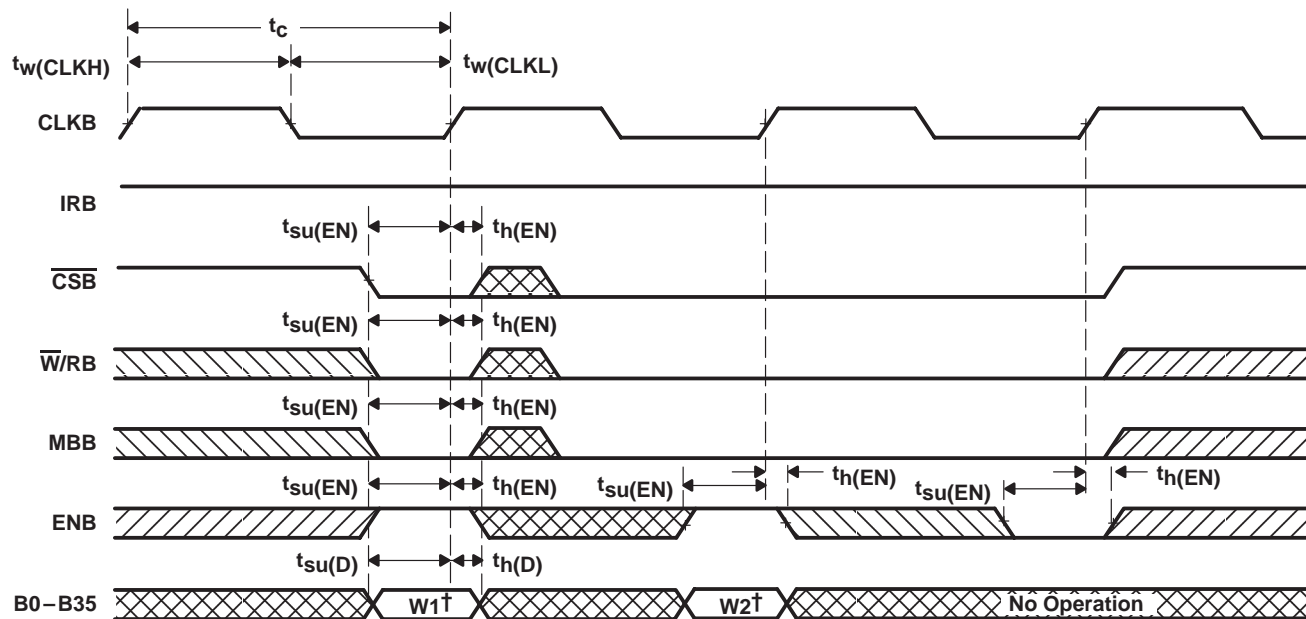 tc
tw(CLKH) tw(CLKL)
CLKB
IRB
tsu(EN) th(EN)
CSB
tsu(EN) th(EN)
W/RB
tsu(EN) th(EN)
MBB
tsu(EN) th(EN) tsu(EN) th(EN) tsu(EN) th(EN)
ENB
tsu(D) th(D)
B0–B35 W1† W2† No Operation